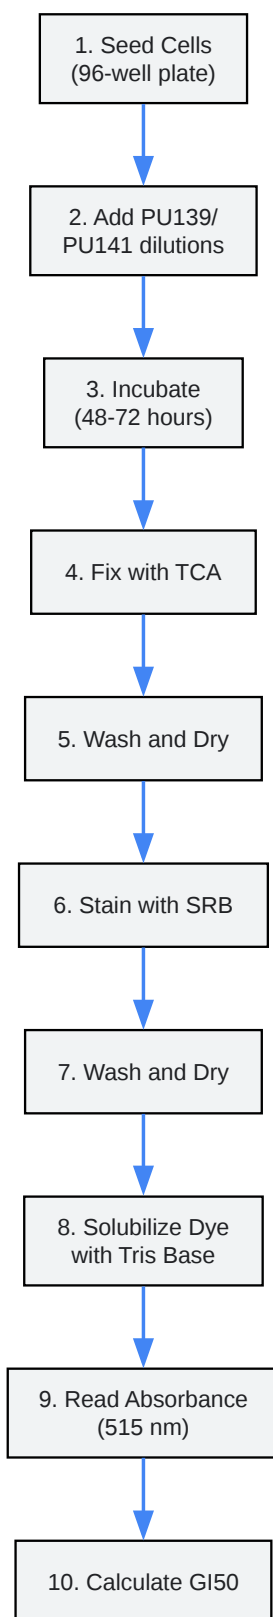 1. Seed Cells
(96-well plate)
2. Add PU139/
PU141 dilutions
3. Incubate
(48-72 hours)
4. Fix with TCA
5. Wash and Dry
6. Stain with SRB
7. Wash and Dry
8. Solubilize Dye
with Tris Base
9. Read Absorbance
(515 nm)
10. Calculate GI50